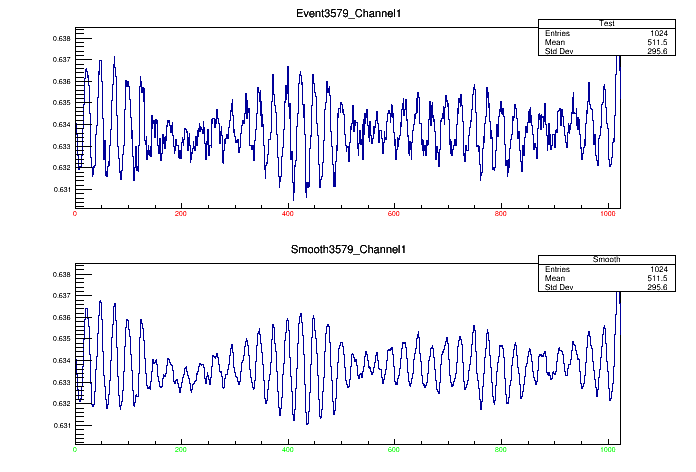 Event3579_Channel1
Test
Entries 1024
Mean 511.5
Std Dev 295.6
0.638
0.637
0.636
0.635
0.634
0.633
0.632
0.631
0 200 400 600 800 1000
Smooth3579_Channel1
Smooth
Entries 1024
Mean 511.5
Std Dev 295.6
0.638
0.637
0.636
0.635
0.634
0.633
0.632
0.631
0 200 400 600 800 1000